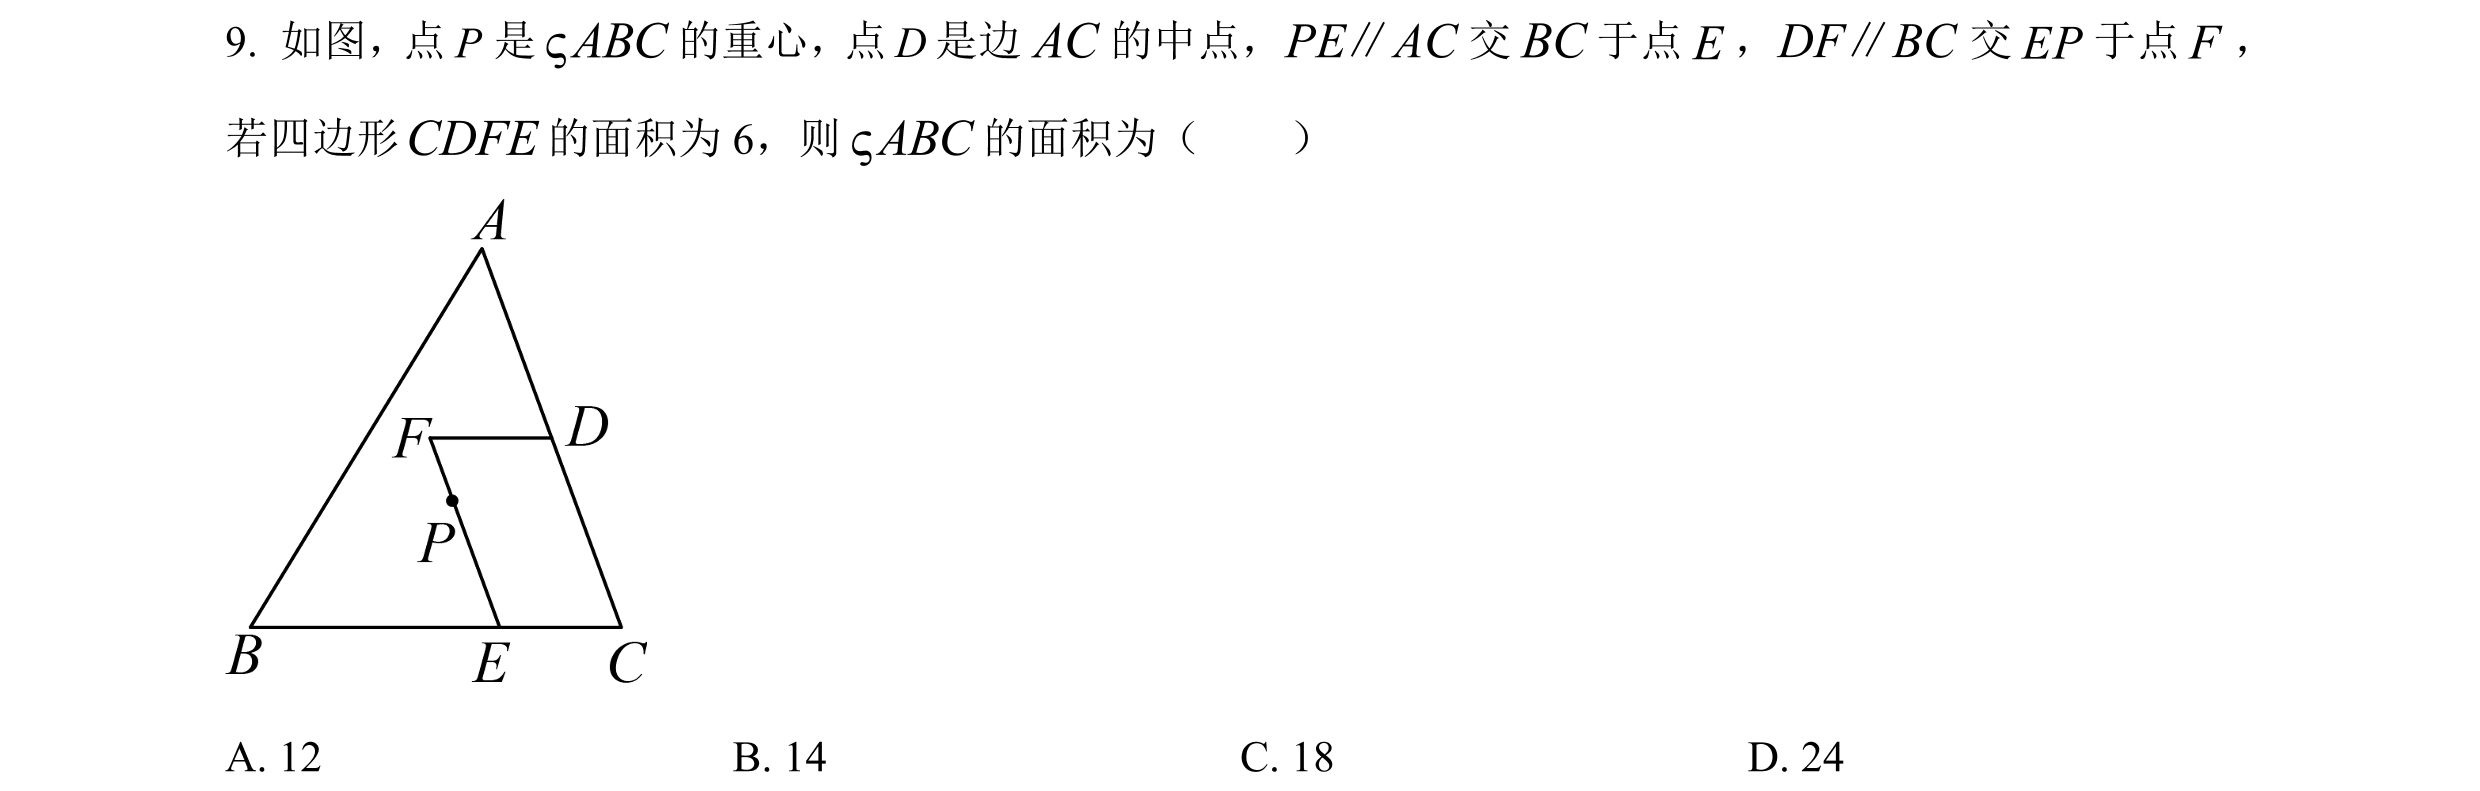 9. 如图，点 P 是 ςABC 的重心，点 D 是边 AC 的中点，PE∥AC 交 BC 于点 E，DF∥BC 交 EP 于点 F，
若四边形 CDFE 的面积为 6，则 ςABC 的面积为（　　）
A
F
D
P
B
E
C
A. 12 B. 14 C. 18 D. 24